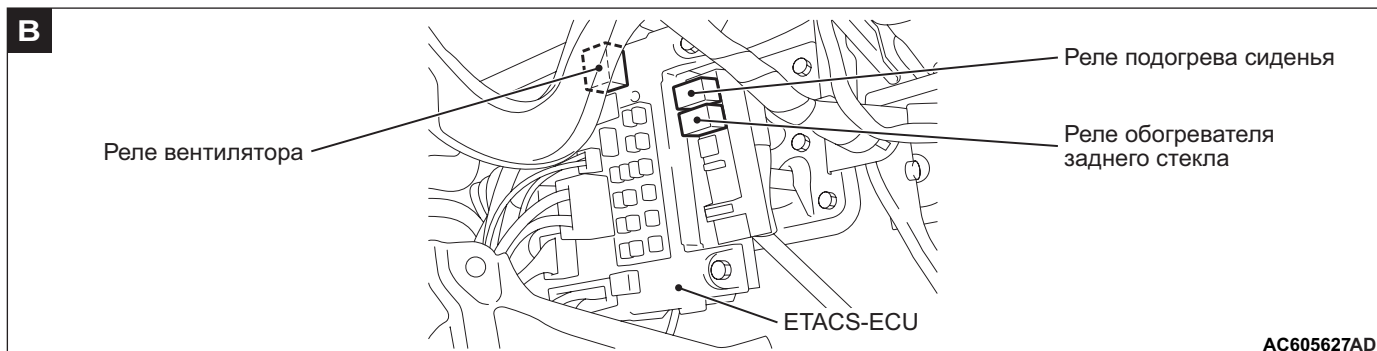 B
Реле подогрева сиденья
Реле обогревателя
заднего стекла
Реле вентилятора
ETACS-ECU
AC605627AD